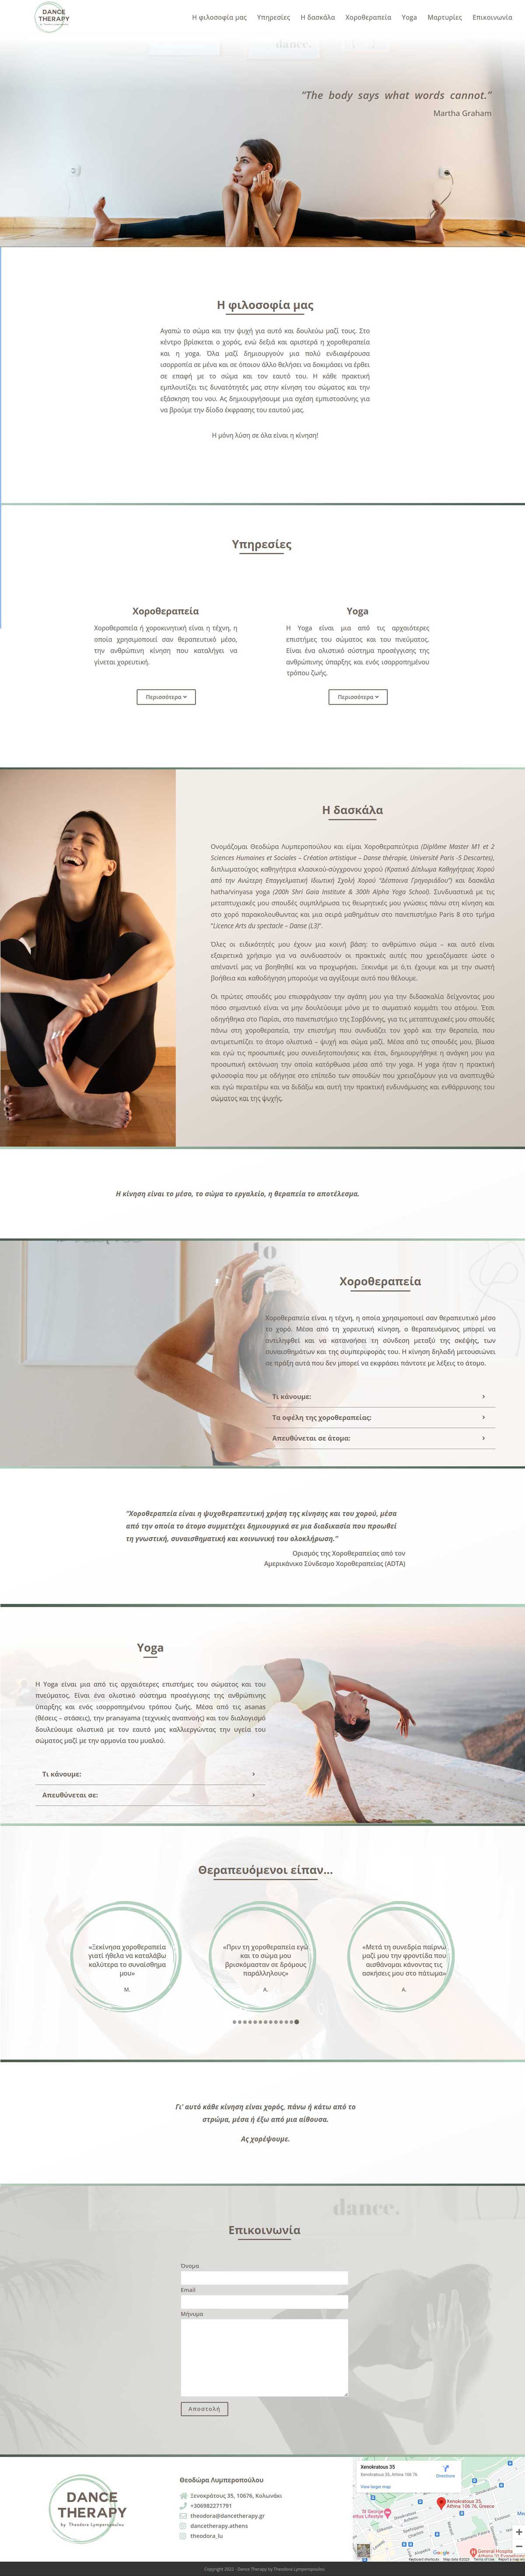 DANCE
THERAPY
by Theodora Lymperopoulou
Η φιλοσοφία μας Υπηρεσίες Η δασκάλα Χοροθεραπεία Yoga Μαρτυρίες Επικοινωνία
dance.
“The body says what words cannot.”
Martha Graham
Η φιλοσοφία μας
Αγαπώ το σώμα και την ψυχή για αυτό και δουλεύω μαζί τους. Στο
κέντρο βρίσκεται ο χορός, ενώ δεξιά και αριστερά η χοροθεραπεία
και η yoga. Όλα μαζί δημιουργούν μια πολύ ενδιαφέρουσα
ισορροπία σε μένα και σε όποιον άλλο θελήσει να δοκιμάσει να έρθει
σε επαφή με το σώμα και τον εαυτό του. Η κάθε πρακτική
εμπλουτίζει τις δυνατότητές μας στην κίνηση του σώματος και την
εξάσκηση του νου. Ας δημιουργήσουμε μια σχέση εμπιστοσύνης για
να βρούμε την δίοδο έκφρασης του εαυτού μας.
Η μόνη λύση σε όλα είναι η κίνηση!
Υπηρεσίες
Χοροθεραπεία
Χοροθεραπεία ή χοροκινητική είναι η τέχνη, η
οποία χρησιμοποιεί σαν θεραπευτικό μέσο,
την ανθρώπινη κίνηση που καταλήγει να
γίνεται χορευτική.
Περισσότερα
Yoga
Η Yoga είναι μια από τις αρχαιότερες
επιστήμες του σώματος και του πνεύματος.
Είναι ένα ολιστικό σύστημα προσέγγισης της
ανθρώπινης ύπαρξης και ενός ισορροπημένου
τρόπου ζωής.
Περισσότερα
Η δασκάλα
Ονομάζομαι Θεοδώρα Λυμπεροπούλου και είμαι Χοροθεραπεύτρια (Diplôme Master M1 et 2
Sciences Humaines et Sociales – Création artistique – Danse thérapie, Université Paris -5 Descartes),
διπλωματούχος καθηγήτρια κλασικού-σύγχρονου χορού (Κρατικό Δίπλωμα Καθηγήτριας Χορού
από την Ανώτερη Επαγγελματική Ιδιωτική Σχολή Χορού “Δέσποινα Γρηγοριάδου”) και δασκάλα
hatha/vinyasa yoga (200h Shri Gaia Institute & 300h Alpha Yoga School). Συνδυαστικά με τις
μεταπτυχιακές μου σπουδές συμπλήρωσα τις θεωρητικές μου γνώσεις πάνω στη κίνηση και
στο χορό παρακολουθώντας και μια σειρά μαθημάτων στο πανεπιστήμιο Paris 8 στο τμήμα
“Licence Arts du spectacle – Danse (L3)”.
Όλες οι ειδικότητές μου έχουν μια κοινή βάση: το ανθρώπινο σώμα – και αυτό είναι
εξαιρετικά χρήσιμο για να συνδυαστούν οι πρακτικές αυτές που χρειαζόμαστε ώστε ο
απέναντί μας να βοηθηθεί και να προχωρήσει. Ξεκινάμε με ό,τι έχουμε και με την σωστή
βοήθεια και καθοδήγηση μπορούμε να αγγίξουμε αυτό που θέλουμε.
Οι πρώτες σπουδές μου επισφράγισαν την αγάπη μου για την διδασκαλία δείχνοντας μου
πόσο σημαντικό είναι να μην δουλεύουμε μόνο με το σωματικό κομμάτι του ατόμου. Έτσι
οδηγήθηκα στο Παρίσι, στο πανεπιστήμιο της Σορβόννης, για τις μεταπτυχιακές μου σπουδές
πάνω στη χοροθεραπεία, την επιστήμη που συνδυάζει τον χορό και την θεραπεία, που
αντιμετωπίζει το άτομο ολιστικά – ψυχή και σώμα μαζί. Μέσα από τις σπουδές μου, βίωσα
και εγώ τις προσωπικές μου συνειδητοποιήσεις και έτσι, δημιουργήθηκε η ανάγκη μου για
προσωπική εκτόνωση την οποία κατόρθωσα μέσα από την yoga. Η yoga ήταν η πρακτική
φιλοσοφία που με οδήγησε στο επίπεδο των σπουδών που χρειαζόμουν για να αναπτυχθώ
και εγώ περαιτέρω και να διδάξω και αυτή την πρακτική ενδυνάμωσης και ενθάρρυνσης του
σώματος και της ψυχής.
Η κίνηση είναι το μέσο, το σώμα το εργαλείο, η θεραπεία το αποτέλεσμα.
Χοροθεραπεία
Χοροθεραπεία είναι η τέχνη, η οποία χρησιμοποιεί σαν θεραπευτικό μέσο
το χορό. Μέσα από τη χορευτική κίνηση, ο θεραπευόμενος μπορεί να
αντιληφθεί και να κατανοήσει τη σύνδεση μεταξύ της σκέψης, των
συναισθημάτων και της συμπεριφοράς του. Η κίνηση δηλαδή μετουσιώνει
σε πράξη αυτά που δεν μπορεί να εκφράσει πάντοτε με λέξεις το άτομο.
Τι κάνουμε:
Τα οφέλη της χοροθεραπείας:
Απευθύνεται σε άτομα:
“Χοροθεραπεία είναι η ψυχοθεραπευτική χρήση της κίνησης και του χορού, μέσα
από την οποία το άτομο συμμετέχει δημιουργικά σε μια διαδικασία που προωθεί
τη γνωστική, συναισθηματική και κοινωνική του ολοκλήρωση.”
Ορισμός της Χοροθεραπείας από τον
Αμερικάνικο Σύνδεσμο Χοροθεραπείας (ADTA)
Yoga
Η Yoga είναι μια από τις αρχαιότερες επιστήμες του σώματος και του
πνεύματος. Είναι ένα ολιστικό σύστημα προσέγγισης της ανθρώπινης
ύπαρξης και ενός ισορροπημένου τρόπου ζωής. Μέσα από τις asanas
(θέσεις – στάσεις), την pranayama (τεχνικές αναπνοής) και τον διαλογισμό
δουλεύουμε ολιστικά με τον εαυτό μας καλλιεργώντας την υγεία του
σώματος μαζί με την αρμονία του μυαλού.
Τι κάνουμε:
Απευθύνεται σε:
Θεραπευόμενοι είπαν...
«Ξεκίνησα χοροθεραπεία
γιατί ήθελα να καταλάβω
καλύτερα το συναίσθημα
μου»
Μ.
«Πριν τη χοροθεραπεία εγώ
και το σώμα μου
βρισκόμασταν σε δρόμους
παράλληλους»
Α.
«Μετά τη συνεδρία παίρνω
μαζί μου την φροντίδα που
αισθάνομαι κάνοντας τις
ασκήσεις μου στο πάτωμα»
Α.
Γι’ αυτό κάθε κίνηση είναι χορός, πάνω ή κάτω από το
στρώμα, μέσα ή έξω από μια αίθουσα.
Ας χορέψουμε.
dance.
Επικοινωνία
Όνομα
Email
Μήνυμα
Αποστολή
DANCE
THERAPY
by Theodora Lymperopoulou
Θεοδώρα Λυμπεροπούλου
Ξενοκράτους 35, 10676, Κολωνάκι
+306982271791
theodora@dancetherapy.gr
dancetherapy.athens
theodora_lu
Xenokratous 35
Xenokratous 35, Athina 106 76
Directions
View larger map
Xenokratous 35,
Athina 106 76, Greece
St George
Lifestyle
Google
Keyboard shortcuts Map data ©2023 Terms of Use Report a map
Copyright 2022 - Dance Therapy by Theodora Lymperopoulou